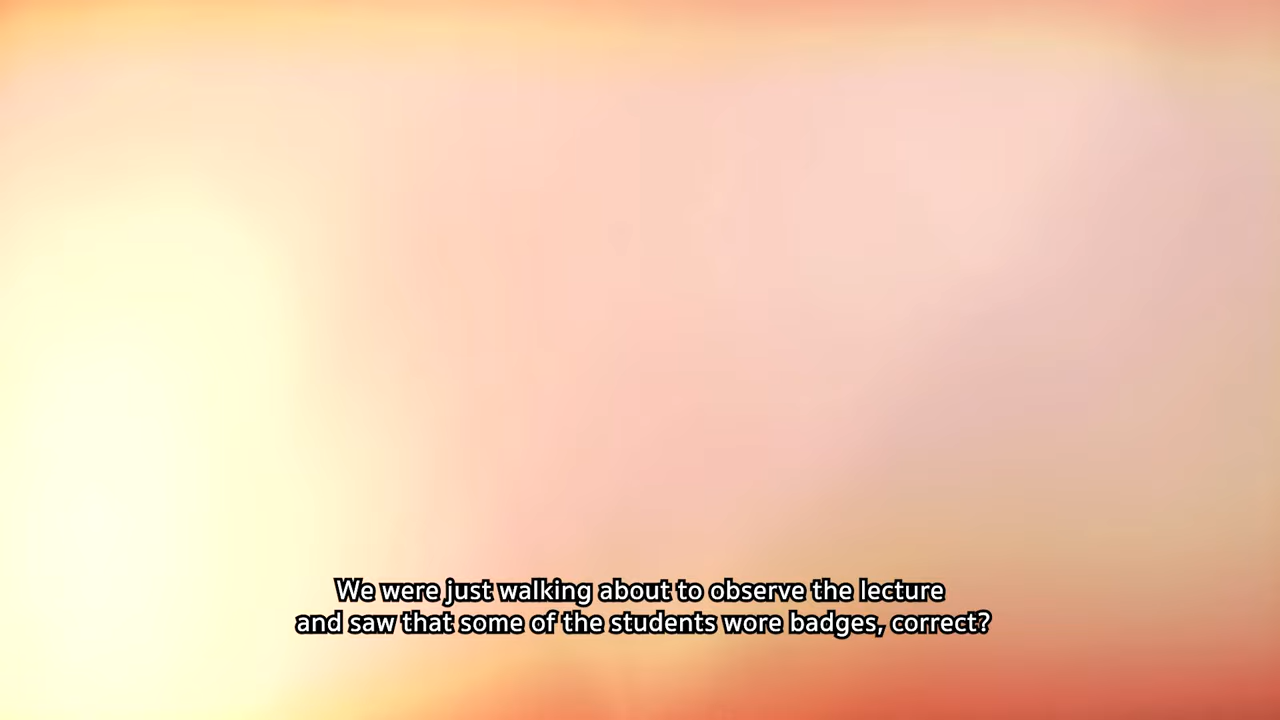 We were just walking about to observe the lecture
and saw that some of the students wore badges, correct?